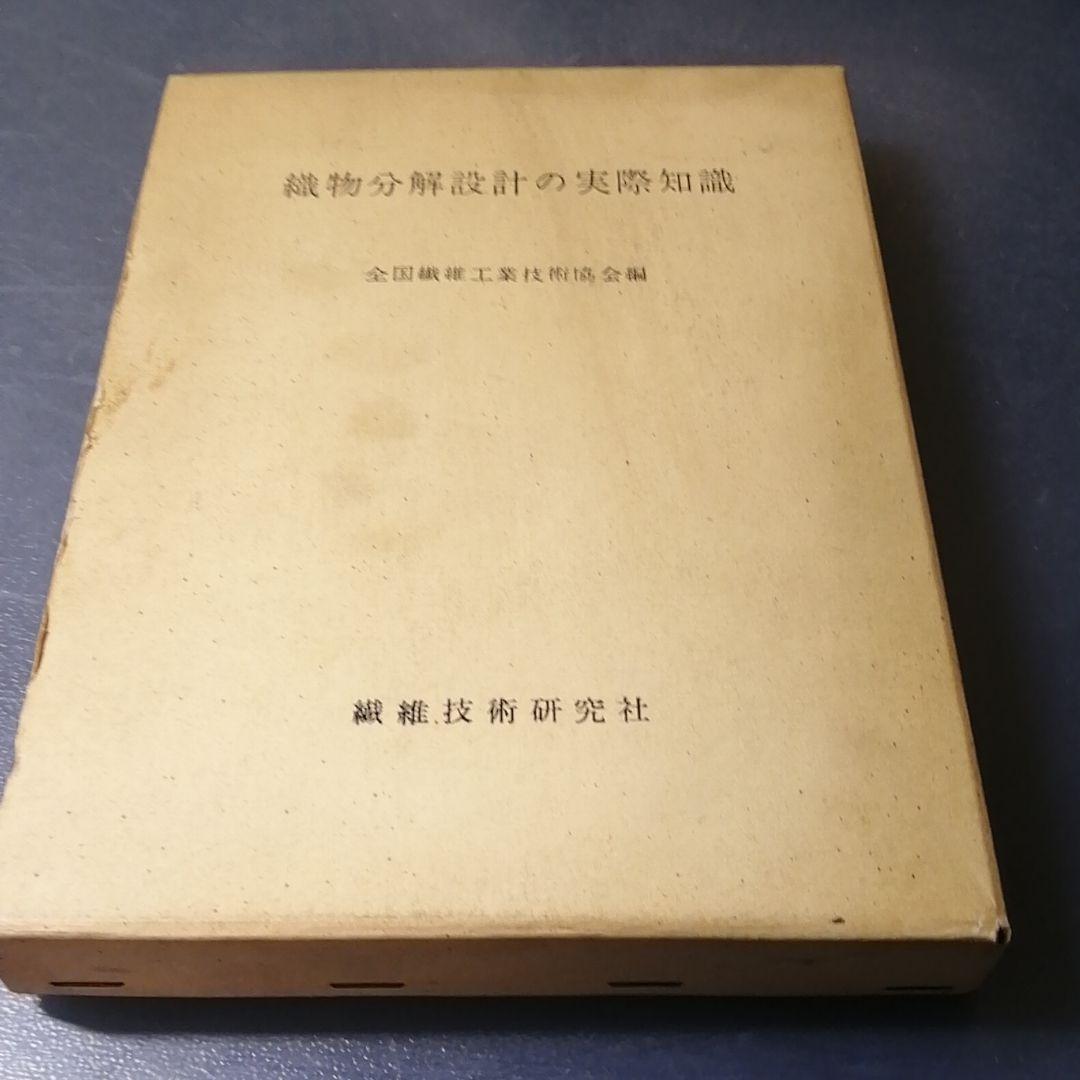 織物分解設計の実際知識
全国繊維工業技術協会編
繊維技術研究社